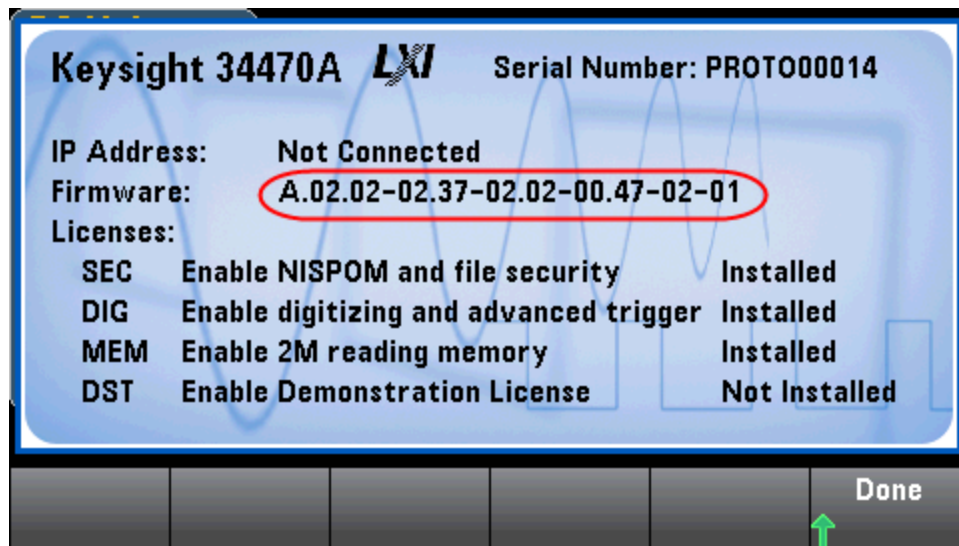 Keysight 34470A LXI Serial Number: PROTO00014
IP Address: Not Connected
Firmware: A.02.02-02.37-02.02-00.47-02-01
Licenses:
SEC Enable NISPOM and file security Installed
DIG Enable digitizing and advanced trigger Installed
MEM Enable 2M reading memory Installed
DST Enable Demonstration License Not Installed
Done